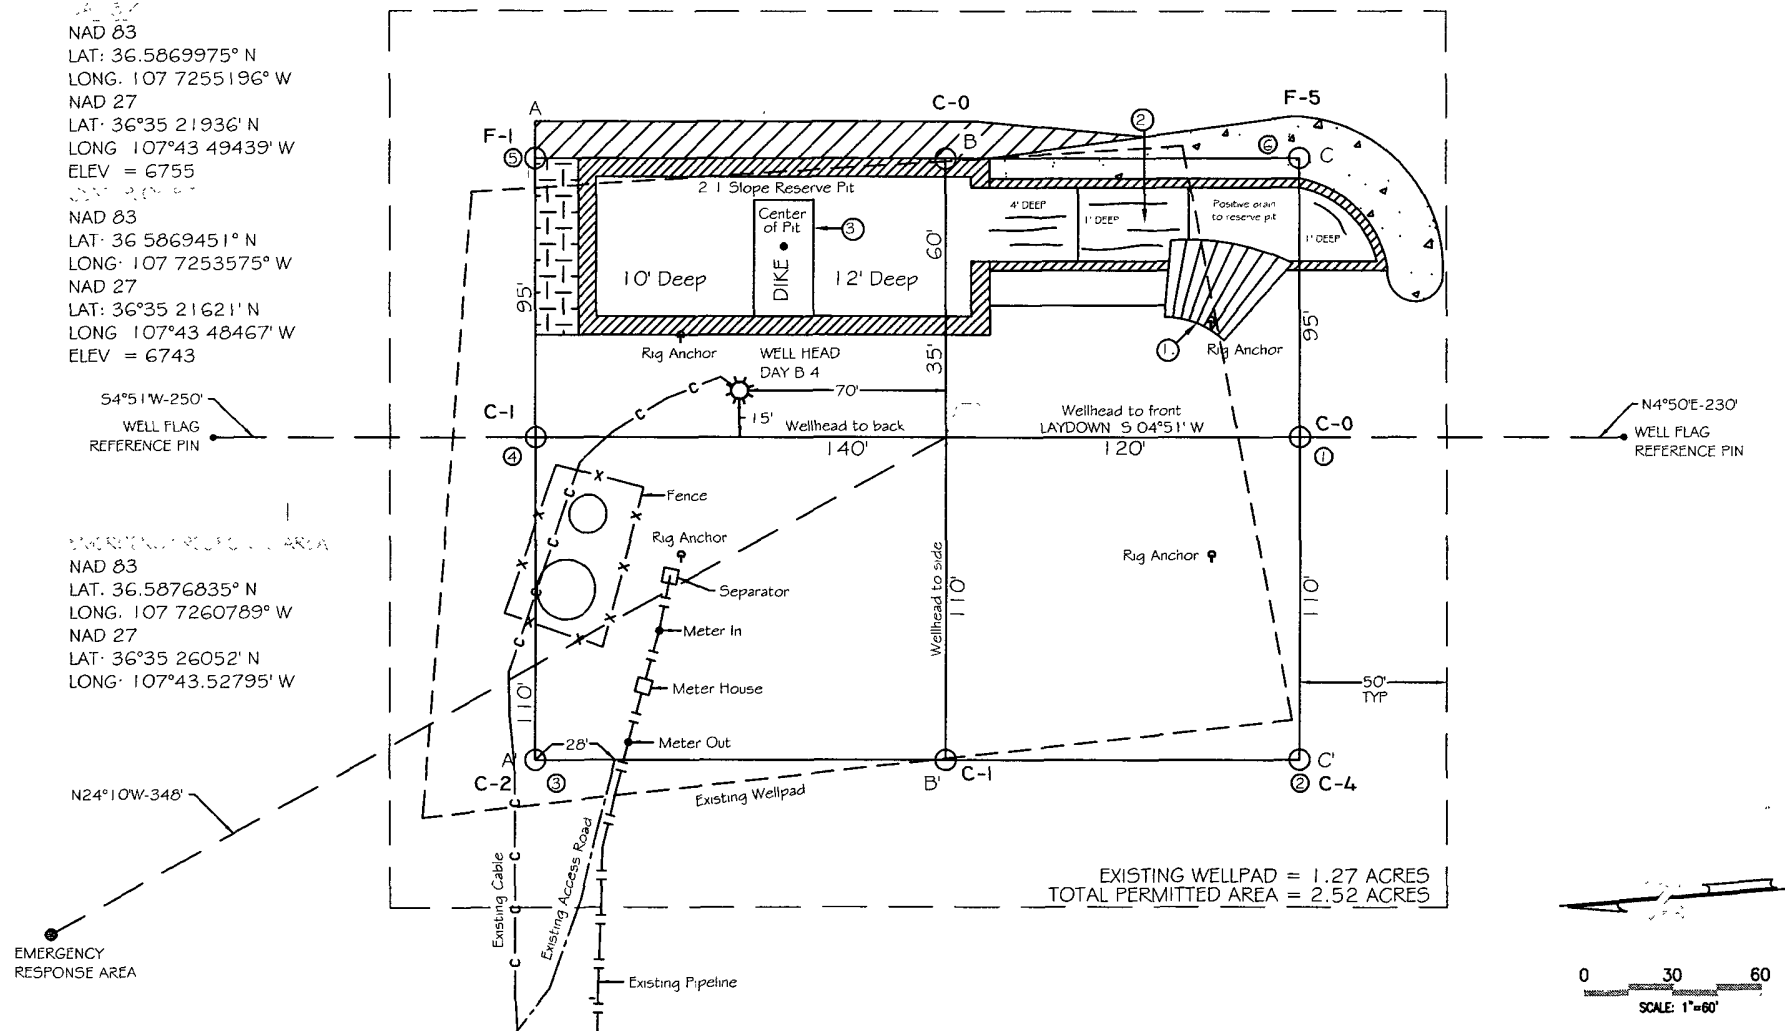 NAD 83
LAT: 36.5869975° N
LONG. 107 7255196° W
NAD 27
LAT· 36°35 21936' N
LONG 107°43 49439' W
ELEV = 6755
NAD 83
LAT· 36 5869451° N
LONG· 107 7253575° W
NAD 27
LAT: 36°35 21621' N
LONG 107°43 48467' W
ELEV = 6743
S4°51'W-250'
WELL FLAG
REFERENCE PIN
NAD 83
LAT. 36.5876835° N
LONG. 107 7260789° W
NAD 27
LAT· 36°35 26052' N
LONG· 107°43.52795' W
N24°10'W-348'
EMERGENCY
RESPONSE AREA
A
F-1
5
C-0
B
2
F-5
6
C
2 1 Slope Reserve Pit
Center
of Pit
3
DIKE
10' Deep
12' Deep
95'
60'
4' DEEP
1' DEEP
Positive drain
to reserve pit
1' DEEP
Rig Anchor
WELL HEAD
DAY B 4
35'
1.
Rig Anchor
95'
70'
15'
C-1
4
Wellhead to back
140'
Wellhead to front
LAYDOWN S 04°51' W
120'
C-0
1
N4°50'E-230'
WELL FLAG
REFERENCE PIN
Fence
Rig Anchor
Separator
Meter In
Meter House
Meter Out
Wellhead to side
110'
Rig Anchor
110'
50'
TYP
110'
28'
A'
C-2
3
B'
C-1
C'
2
C-4
Existing Wellpad
Existing Cable
Existing Access Road
Existing Pipeline
EXISTING WELLPAD = 1.27 ACRES
TOTAL PERMITTED AREA = 2.52 ACRES
0 30 60
SCALE: 1"=60'